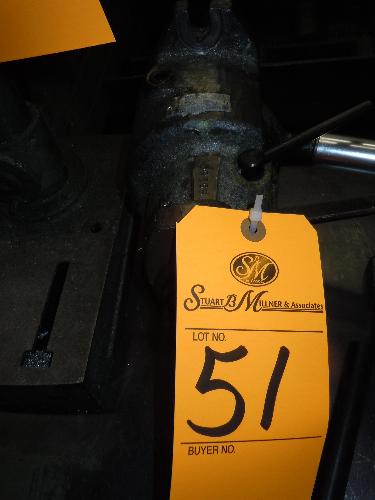 SM
STUART B MILLNER & Associates
LOT NO.
51
BUYER NO.